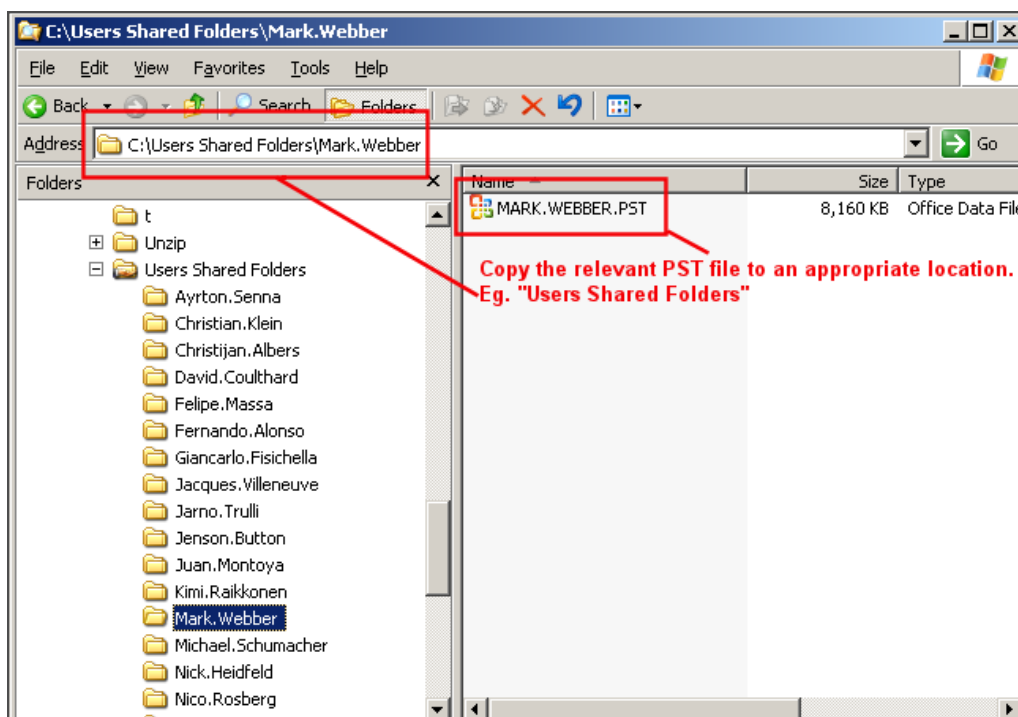 C:\Users Shared Folders\Mark.Webber
File Edit View Favorites Tools Help
Back Search Folders
Address C:\Users Shared Folders\Mark.Webber Go
Folders
Name Size Type
MARK.WEBBER.PST 8,160 KB Office Data File
Copy the relevant PST file to an appropriate location.
Eg. "Users Shared Folders"
t
Unzip
Users Shared Folders
Ayrton.Senna
Christian.Klein
Christijan.Albers
David.Coulthard
Felipe.Massa
Fernando.Alonso
Giancarlo.Fisichella
Jacques.Villeneuve
Jarno.Trulli
Jenson.Button
Juan.Montoya
Kimi.Raikkonen
Mark.Webber
Michael.Schumacher
Nick.Heidfeld
Nico.Rosberg